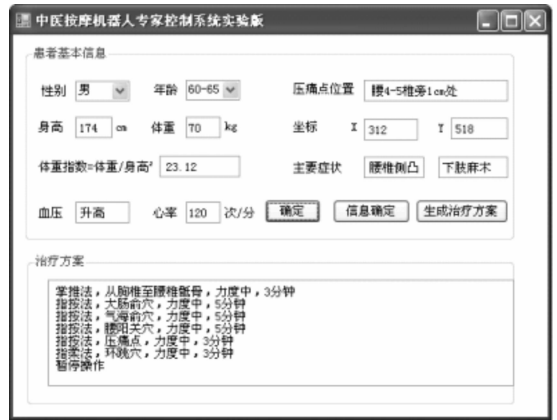 中医按摩机器人专家控制系统实验版
患者基本信息
性别 男 年龄 60-65 压痛点位置 腰4-5椎旁1cm处
身高 174 cm 体重 70 kg 坐标 X 312 Y 518
体重指数=体重/身高² 23.12 主要症状 腰椎侧凸 下肢麻木
血压 升高 心率 120 次/分 确定 信息确定 生成治疗方案
治疗方案
掌推法，从胸椎至腰椎骶骨，力度中，3分钟
指按法，大肠俞穴，力度中，5分钟
指按法，气海俞穴，力度中，5分钟
指按法，腰阳关穴，力度中，5分钟
指按法，压痛点，力度中，3分钟
指柔法，环跳穴，力度中，3分钟
暂停操作